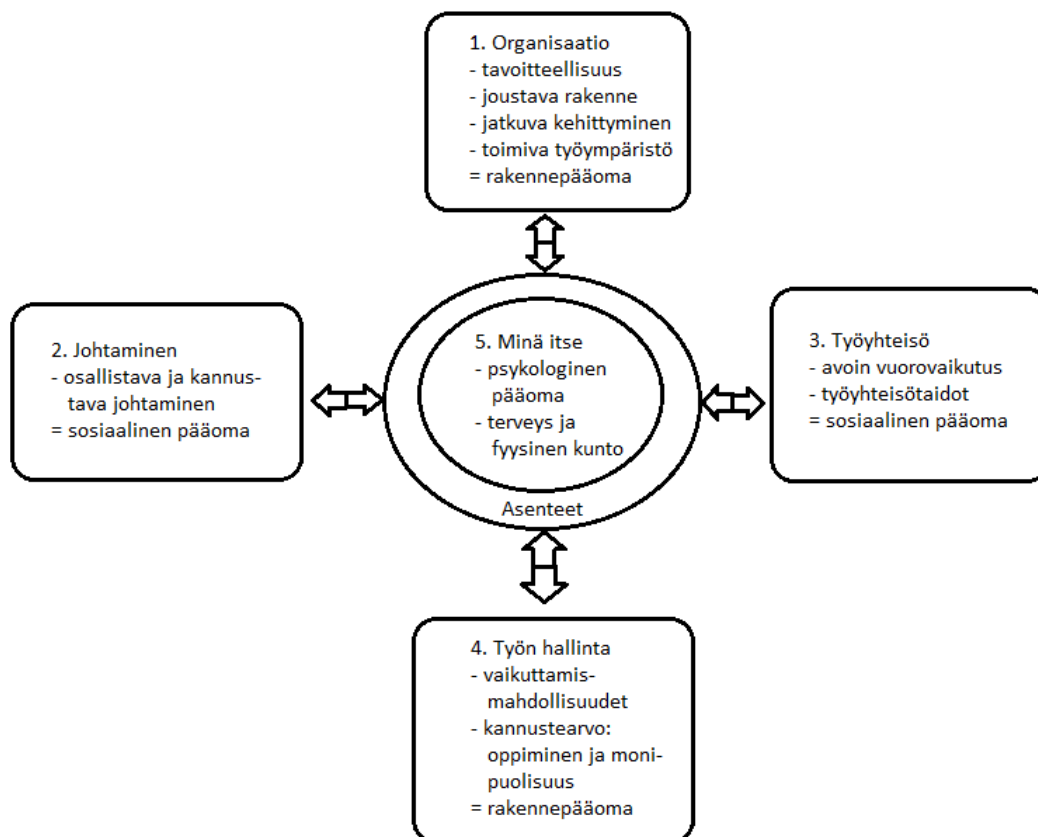 1. Organisaatio
- tavoitteellisuus
- joustava rakenne
- jatkuva kehittyminen
- toimiva työympäristö
= rakennepääoma
2. Johtaminen
- osallistava ja kannus-
tava johtaminen
= sosiaalinen pääoma
5. Minä itse
- psykologinen
pääoma
- terveys ja
fyysinen kunto
Asenteet
3. Työyhteisö
- avoin vuorovaikutus
- työyhteisötaidot
= sosiaalinen pääoma
4. Työn hallinta
- vaikuttamis-
mahdollisuudet
- kannustearvo:
oppiminen ja moni-
puolisuus
= rakennepääoma